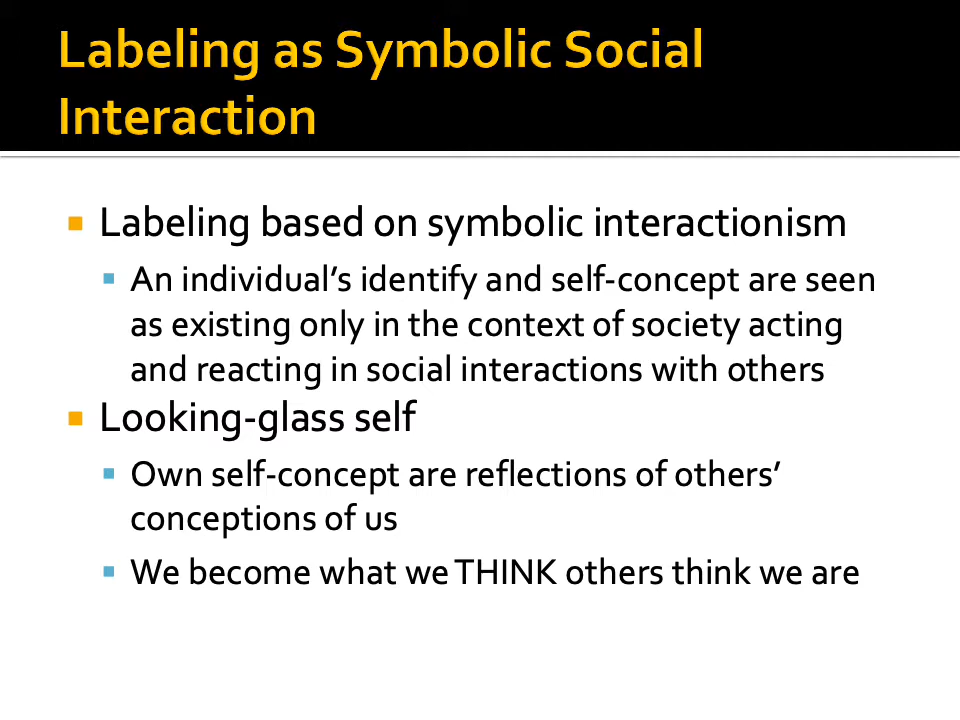 Labeling as Symbolic Social
Interaction
Labeling based on symbolic interactionism
An individual’s identify and self-concept are seen
as existing only in the context of society acting
and reacting in social interactions with others
Looking-glass self
Own self-concept are reflections of others’
conceptions of us
We become what we THINK others think we are